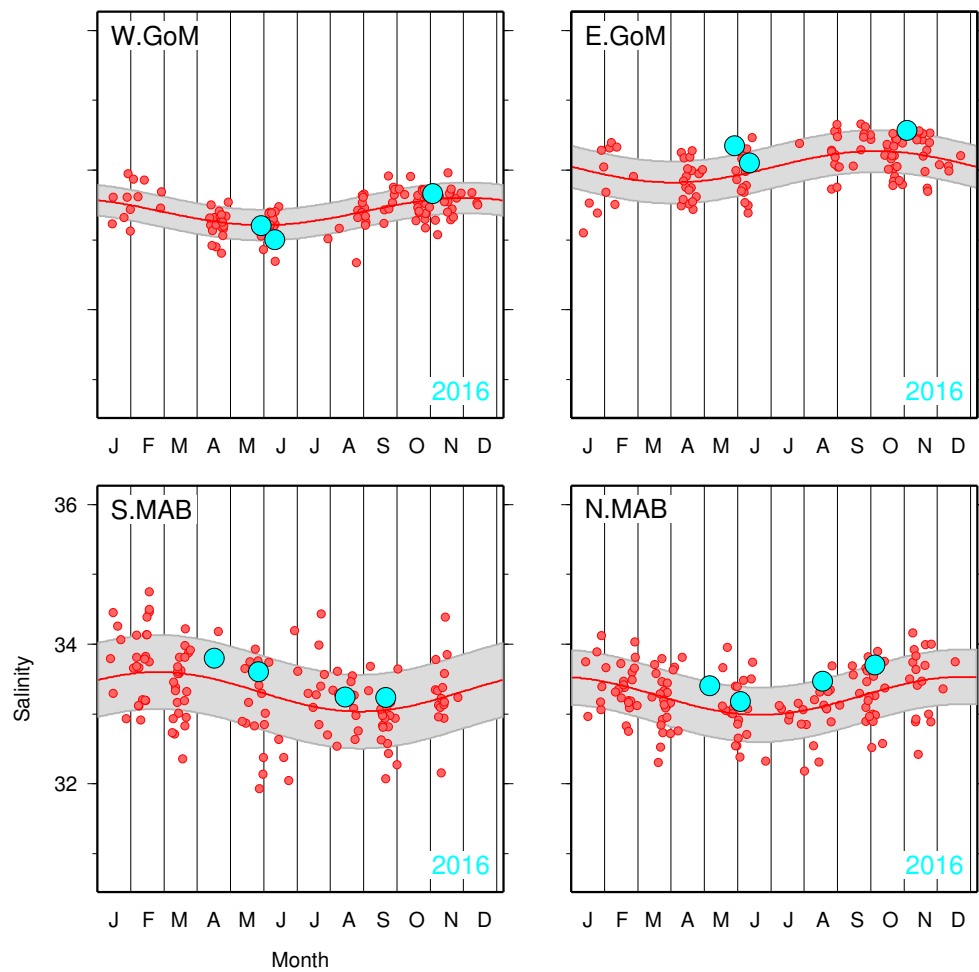 W.GoM
2016
J F M A M J J A S O N D
E.GoM
2016
J F M A M J J A S O N D
Salinity
36
34
32
S.MAB
2016
J F M A M J J A S O N D
Month
N.MAB
2016
J F M A M J J A S O N D